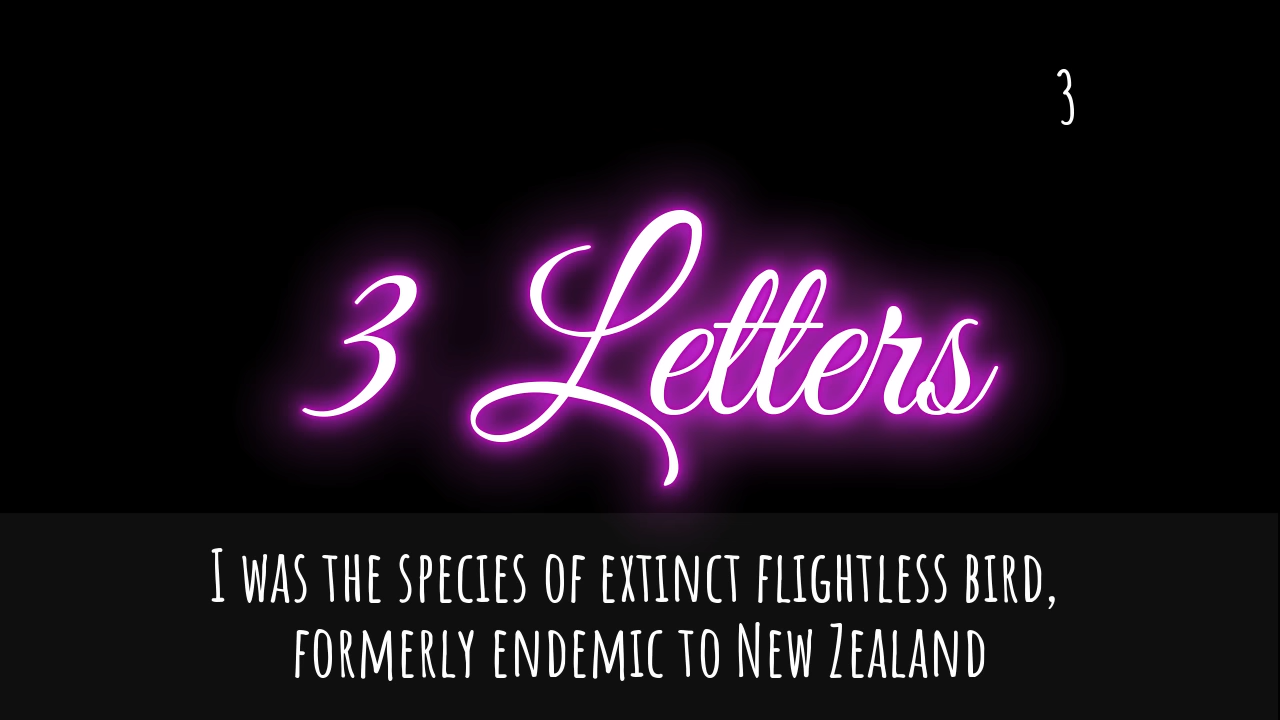 3
3 Letters
I was the species of extinct flightless bird,
formerly endemic to New Zealand